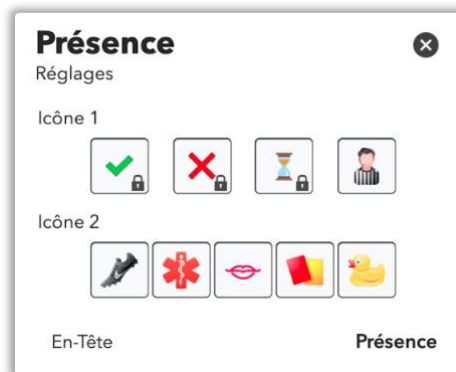 Présence
Réglages
Icône 1
Icône 2
En-Tête Présence